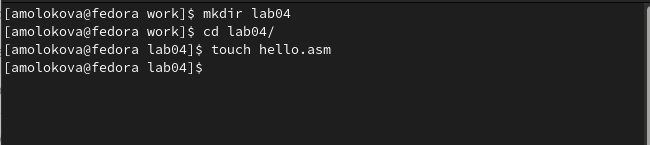 [amolokova@fedora work]$ mkdir lab04
[amolokova@fedora work]$ cd lab04/
[amolokova@fedora lab04]$ touch hello.asm
[amolokova@fedora lab04]$